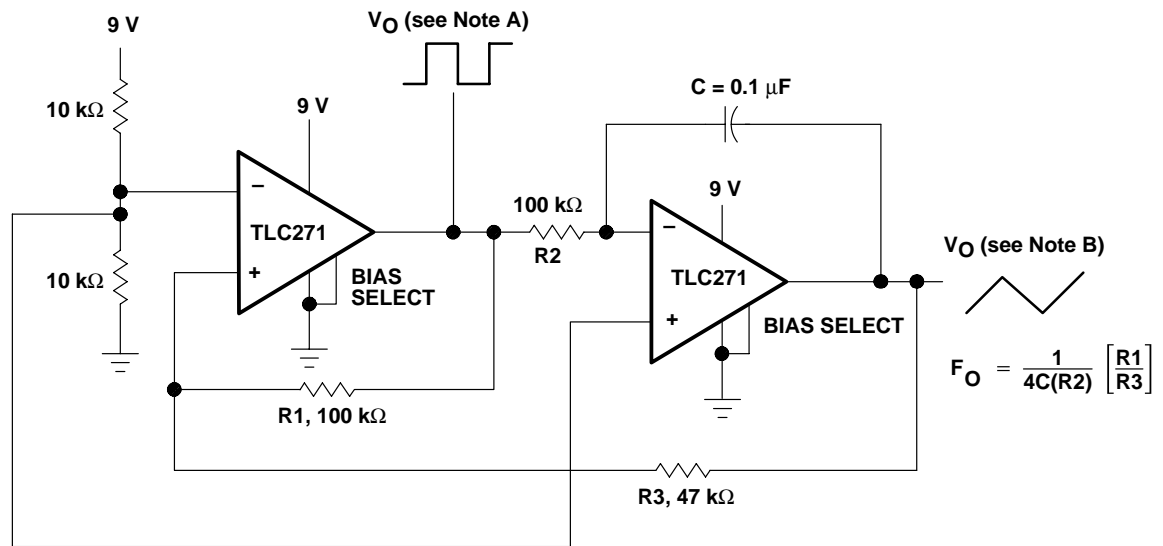 9 V
VO (see Note A)
10 kΩ
9 V
C = 0.1 μF
−
TLC271
+
10 kΩ
BIAS
SELECT
100 kΩ
R2
9 V
−
TLC271
+
BIAS SELECT
VO (see Note B)
FO = 1/4C(R2) [R1/R3]
R1, 100 kΩ
R3, 47 kΩ